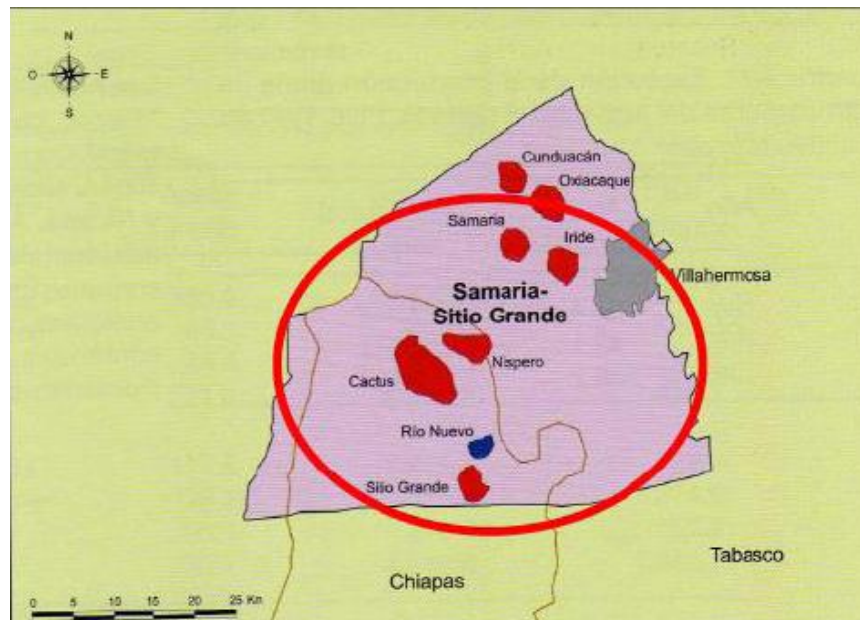 N
O
E
S
Cunduacán
Oxiacaque
Samaria
Iride
Villahermosa
Samaria-
Sitio Grande
Nispero
Cactus
Río Nuevo
Sitio Grande
Tabasco
Chiapas
0 5 10 15 20 25 Km